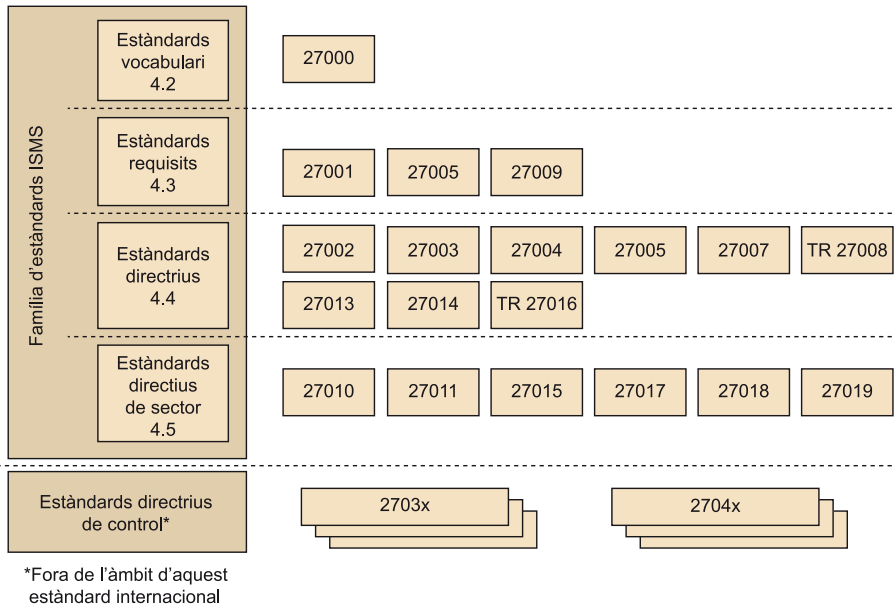 Família d’estàndards ISMS
Estàndards
vocabulari
4.2
27000
Estàndards
requisits
4.3
27001 27005 27009
Estàndards
directrius
4.4
27002 27003 27004 27005 27007 TR 27008
27013 27014 TR 27016
Estàndards
directius
de sector
4.5
27010 27011 27015 27017 27018 27019
Estàndards directrius
de control*
2703x 2704x
*Fora de l’àmbit d’aquest
estàndard internacional